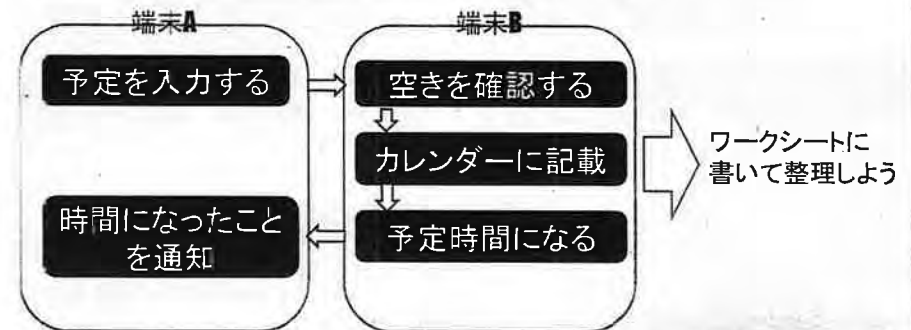 端末A
予定を入力する
時間になったこと
を通知
端末B
空きを確認する
カレンダーに記載
予定時間になる
ワークシートに
書いて整理しよう